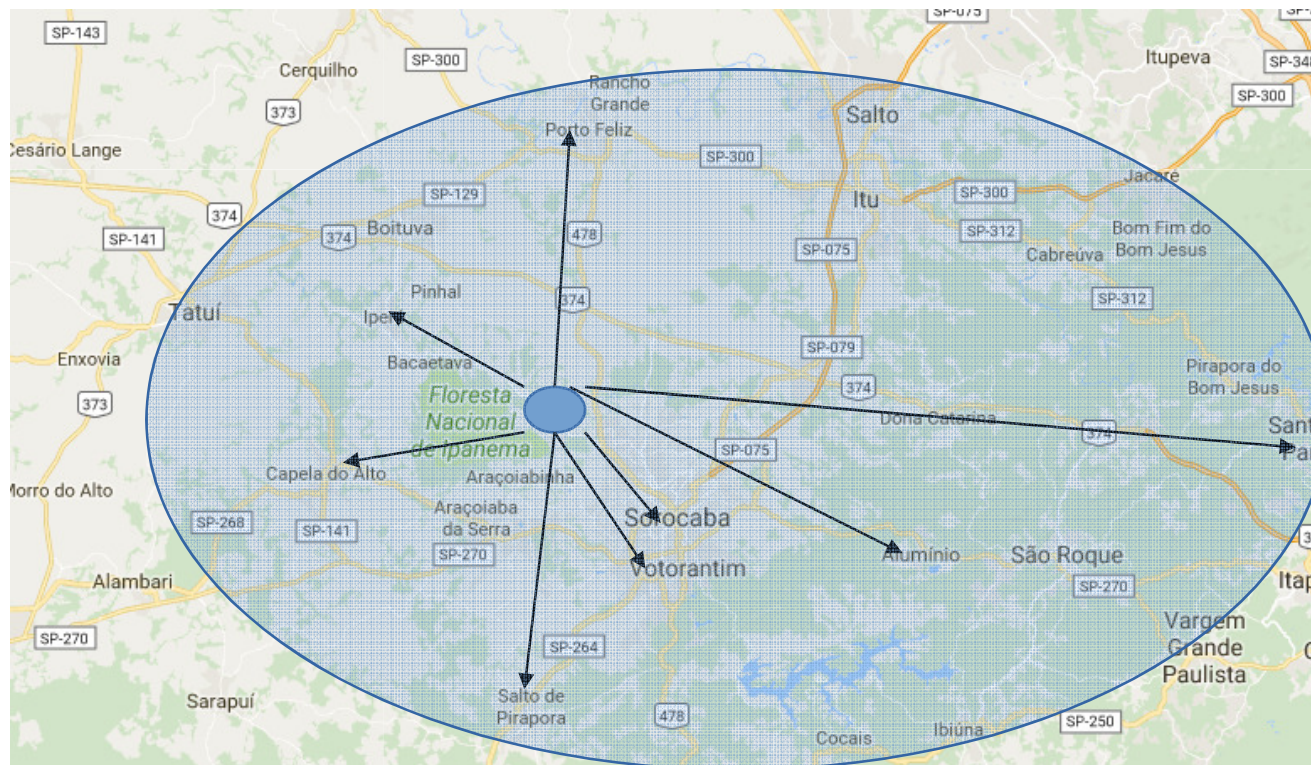 SP-143
SP-075
Itupeva
SP-300
Cerquilho
SP-348
Rancho
Grande
SP-300
373
Salto
Porto Feliz
Cesário Lange
SP-300
Jacaré
SP-129
SP-300
Itu
374
Boituva
SP-312
Bom Fim do
Bom Jesus
SP-141
374
478
SP-075
Cabreúva
Pinhal
374
SP-312
Tatuí
SP-079
Enxovia
Bacaetava
Pirapora do
Bom Jesus
373
Floresta
Nacional
de Ipanema
374
Dona Catarina
374
SP-075
Capela do Alto
Araçoiabinha
Morro do Alto
Araçoiaba
da Serra
Sorocaba
SP-268
SP-141
SP-270
Alumínio
São Roque
Votorantim
Alambari
SP-270
SP-270
SP-264
Vargem
Grande
Paulista
Sarapuí
Salto de
Pirapora
478
Ibiúna
SP-250
Cocais